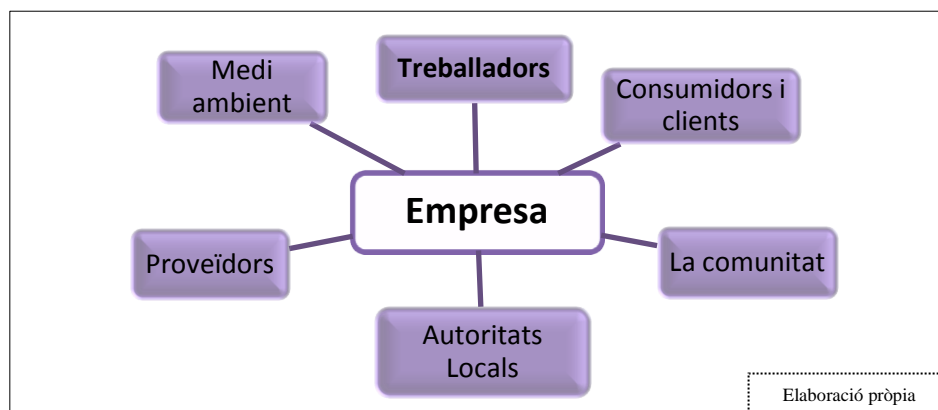 Medi
ambient
Treballadors
Consumidors i
clients
Empresa
Proveïdors
La comunitat
Autoritats
Locals
Elaboració pròpia